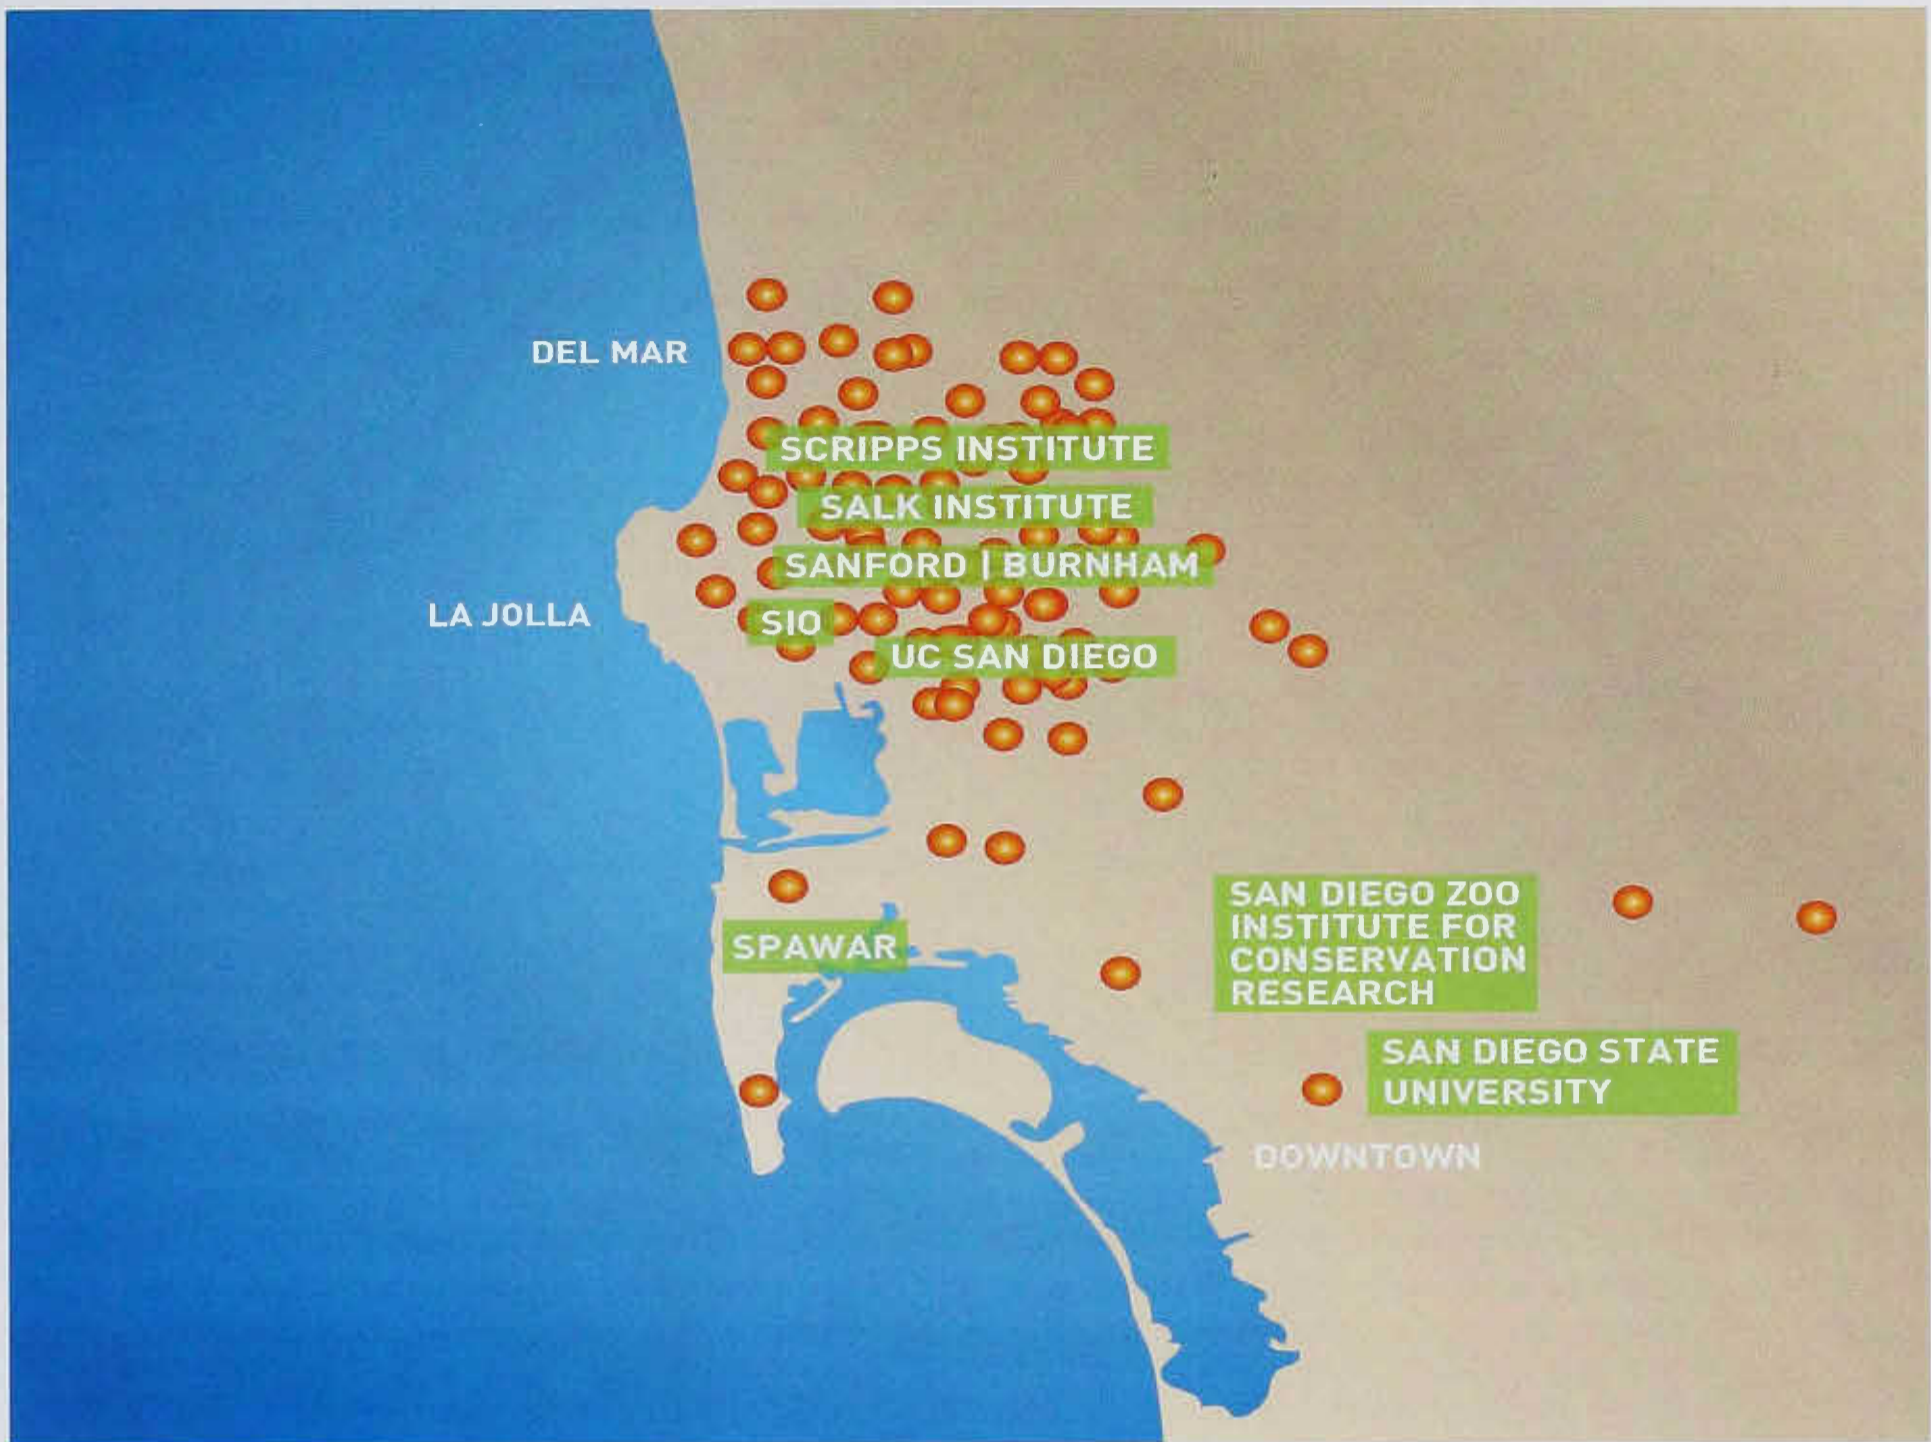 DEL MAR
SCRIPPS INSTITUTE
SALK INSTITUTE
SANFORD | BURNHAM
LA JOLLA
SIO
UC SAN DIEGO
SAN DIEGO ZOO
INSTITUTE FOR
CONSERVATION
RESEARCH
SPAWAR
SAN DIEGO STATE
UNIVERSITY
DOWNTOWN